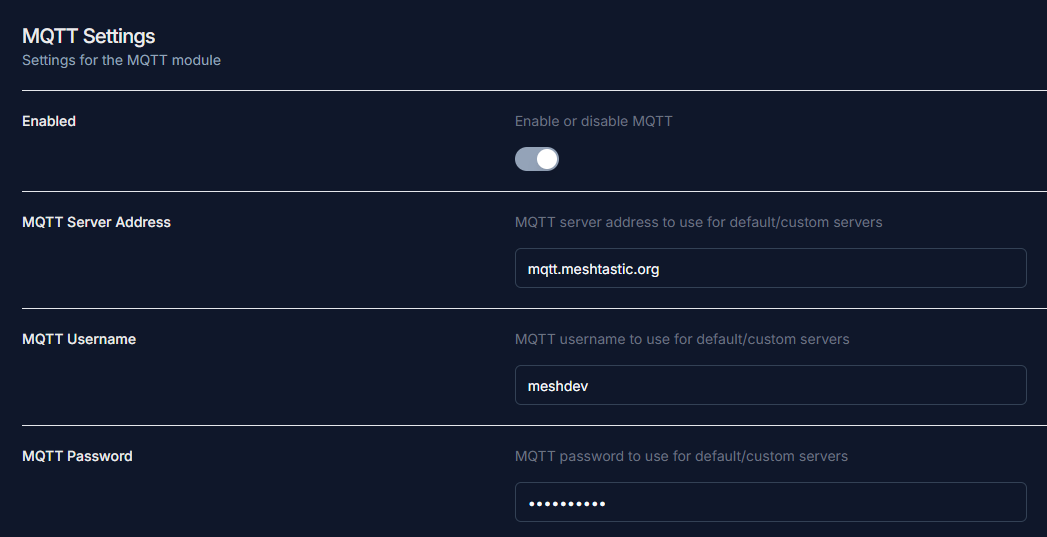 MQTT Settings
Settings for the MQTT module
Enabled
Enable or disable MQTT
MQTT Server Address
MQTT server address to use for default/custom servers
mqtt.meshtastic.org
MQTT Username
MQTT username to use for default/custom servers
meshdev
MQTT Password
MQTT password to use for default/custom servers
••••••••••